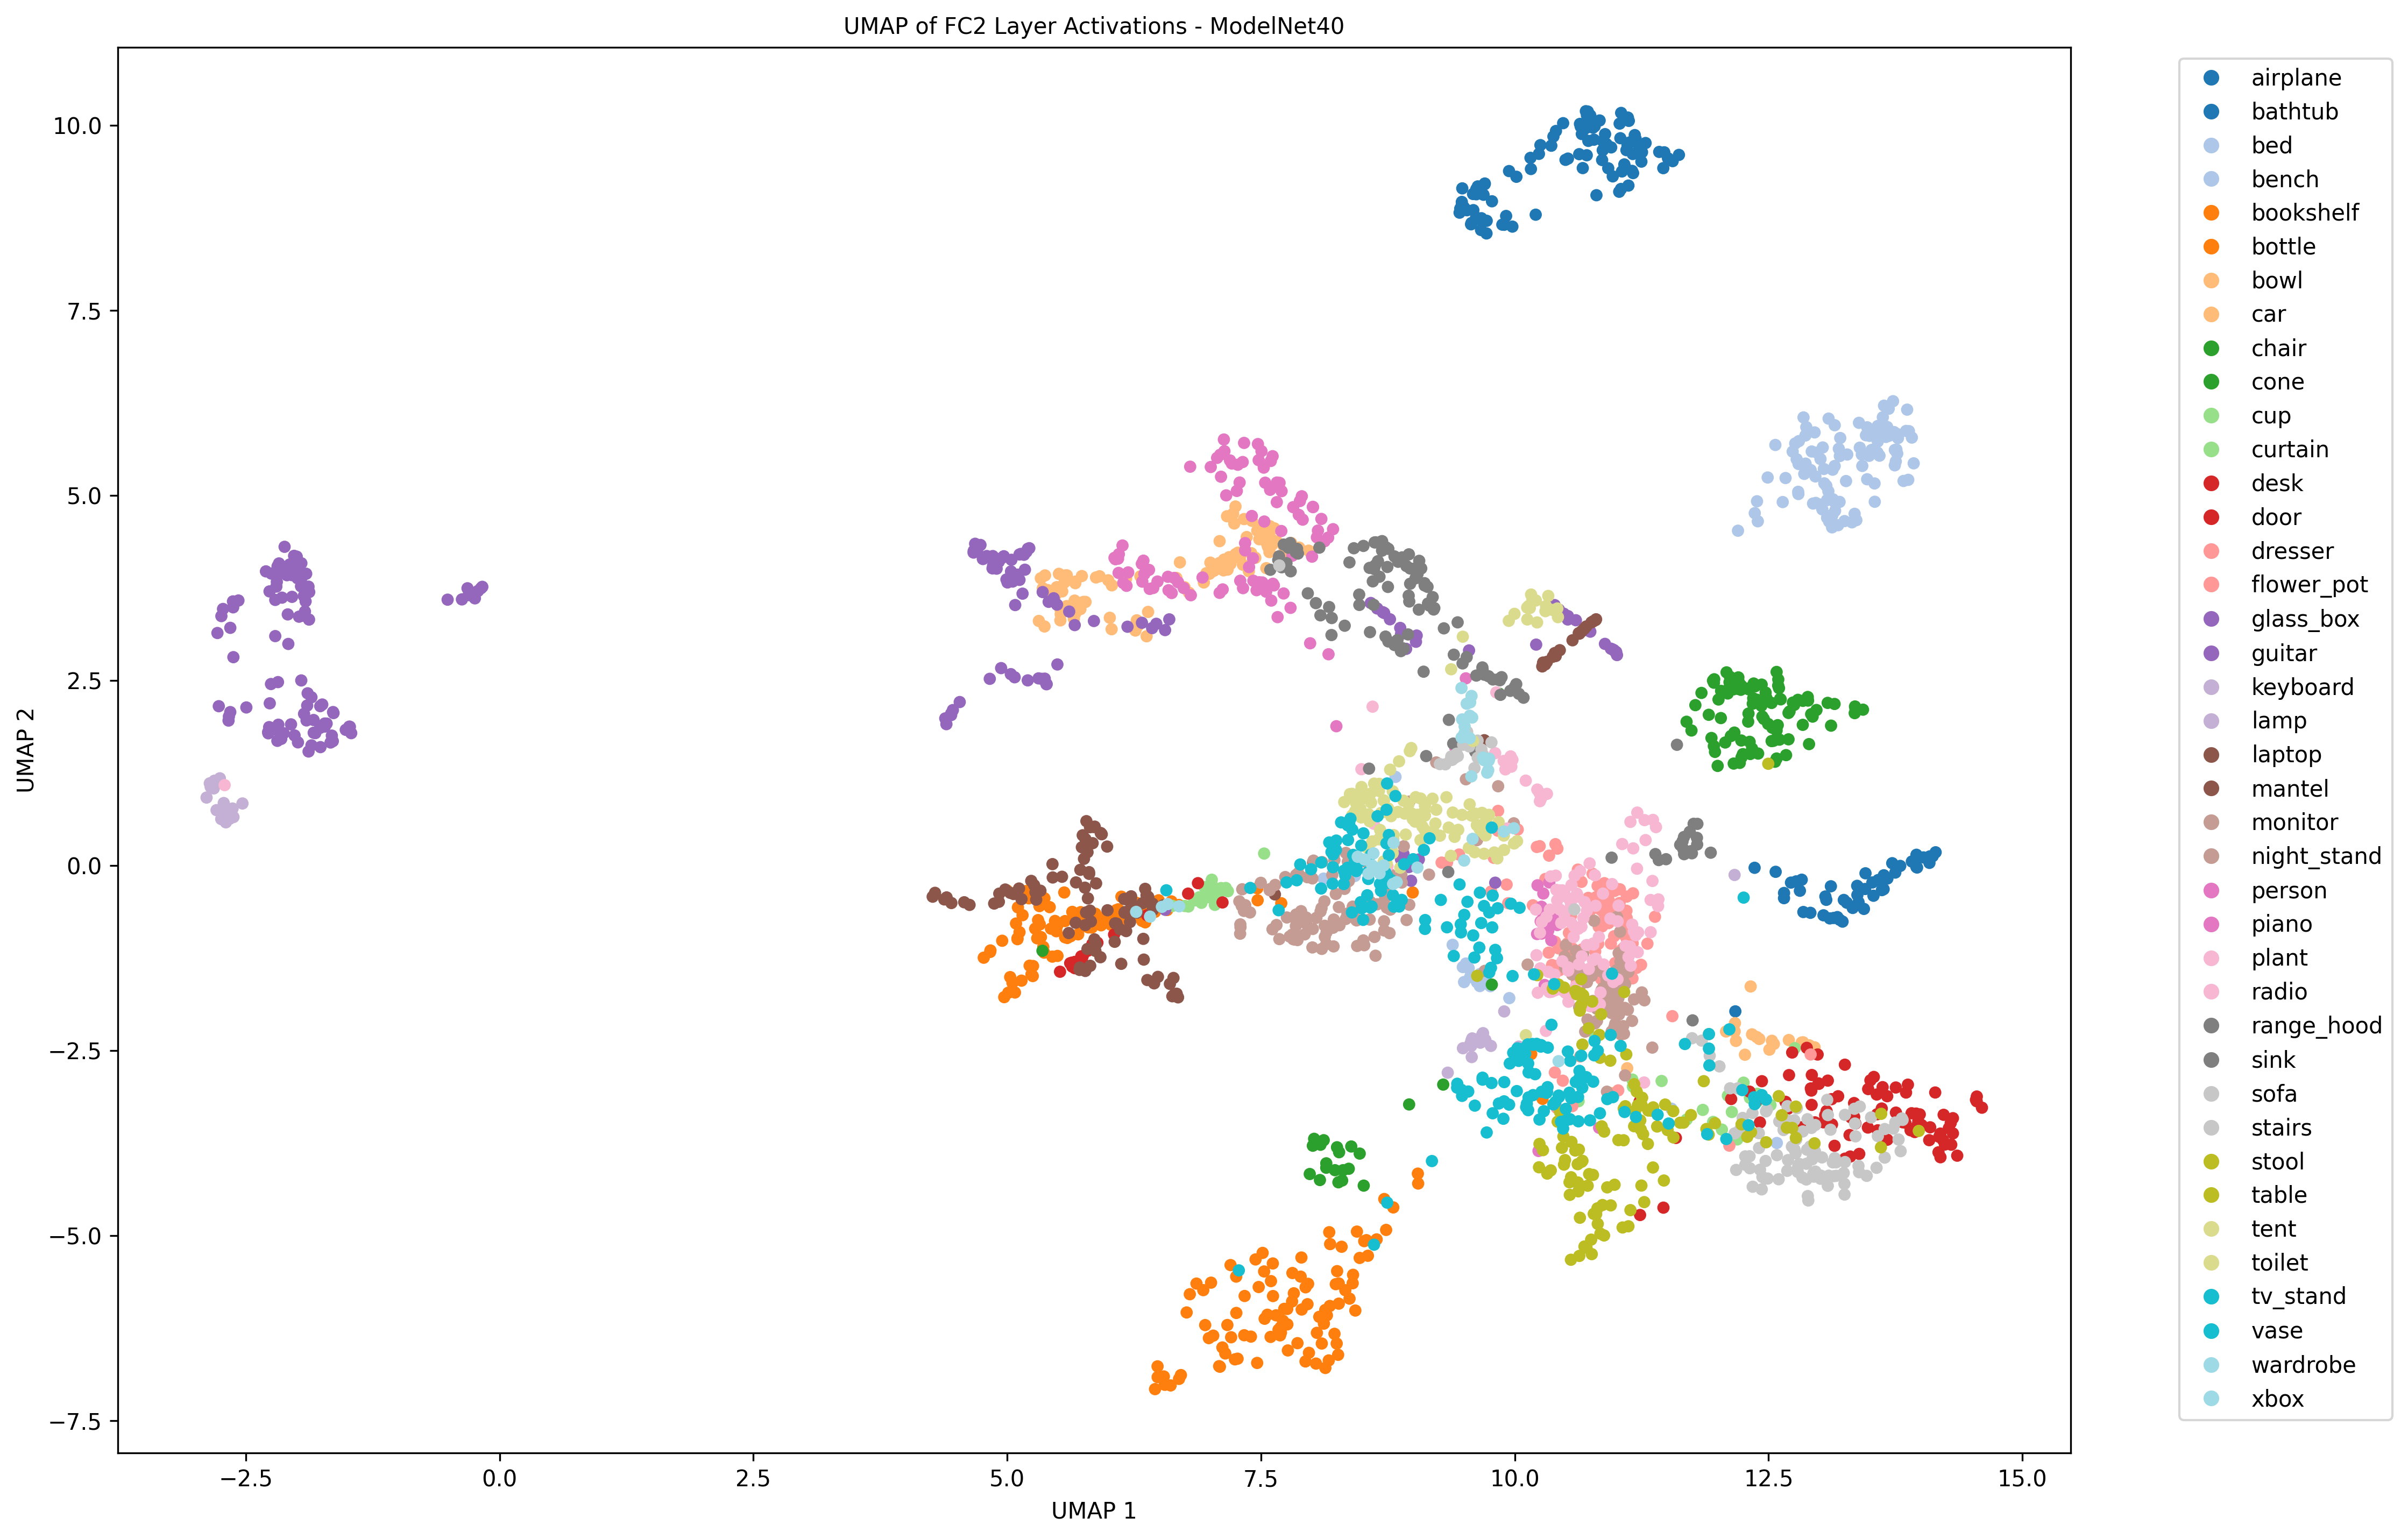 UMAP of FC2 Layer Activations - ModelNet40
10.0
7.5
5.0
2.5
0.0
−2.5
−5.0
−7.5
UMAP 2
−2.5
0.0
2.5
5.0
7.5
10.0
12.5
15.0
UMAP 1
airplane
bathtub
bed
bench
bookshelf
bottle
bowl
car
chair
cone
cup
curtain
desk
door
dresser
flower_pot
glass_box
guitar
keyboard
lamp
laptop
mantel
monitor
night_stand
person
piano
plant
radio
range_hood
sink
sofa
stairs
stool
table
tent
toilet
tv_stand
vase
wardrobe
xbox